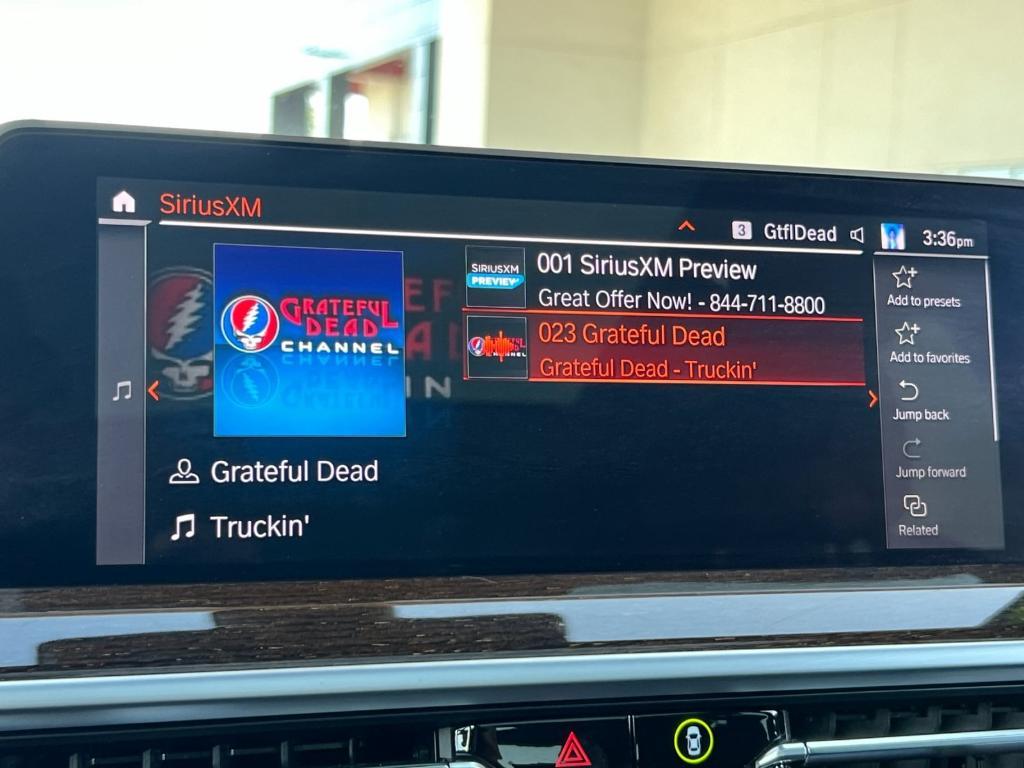 SiriusXM
3 GtflDead
3:36pm
GRATEFUL
DEAD
CHANNEL
SIRIUSXM
PREVIEW
001 SiriusXM Preview
Great Offer Now! - 844-711-8800
023 Grateful Dead
Grateful Dead - Truckin'
Grateful Dead
Truckin'
Add to presets
Add to favorites
Jump back
Jump forward
Related